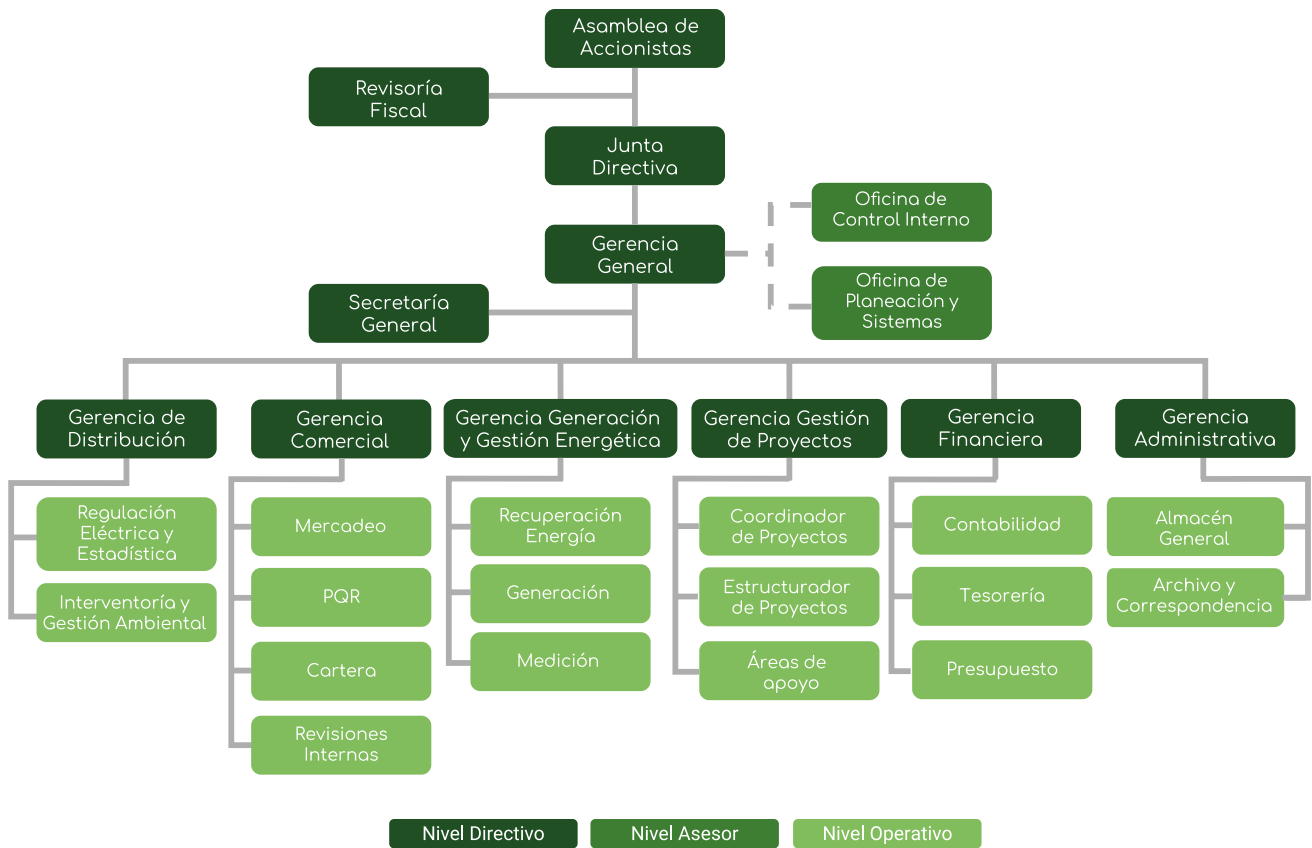 Asamblea de
Accionistas
Revisoría
Fiscal
Junta
Directiva
Oficina de
Control Interno
Gerencia
General
Oficina de
Planeación y
Sistemas
Secretaría
General
Gerencia de
Distribución
Gerencia
Comercial
Gerencia Generación
y Gestión Energética
Gerencia Gestión
de Proyectos
Gerencia
Financiera
Gerencia
Administrativa
Regulación
Eléctrica y
Estadística
Interventoría y
Gestión Ambiental
Mercadeo
PQR
Cartera
Revisiones
Internas
Recuperación
Energía
Generación
Medición
Coordinador
de Proyectos
Estructurador
de Proyectos
Áreas de
apoyo
Contabilidad
Tesorería
Presupuesto
Almacén
General
Archivo y
Correspondencia
Nivel Directivo
Nivel Asesor
Nivel Operativo